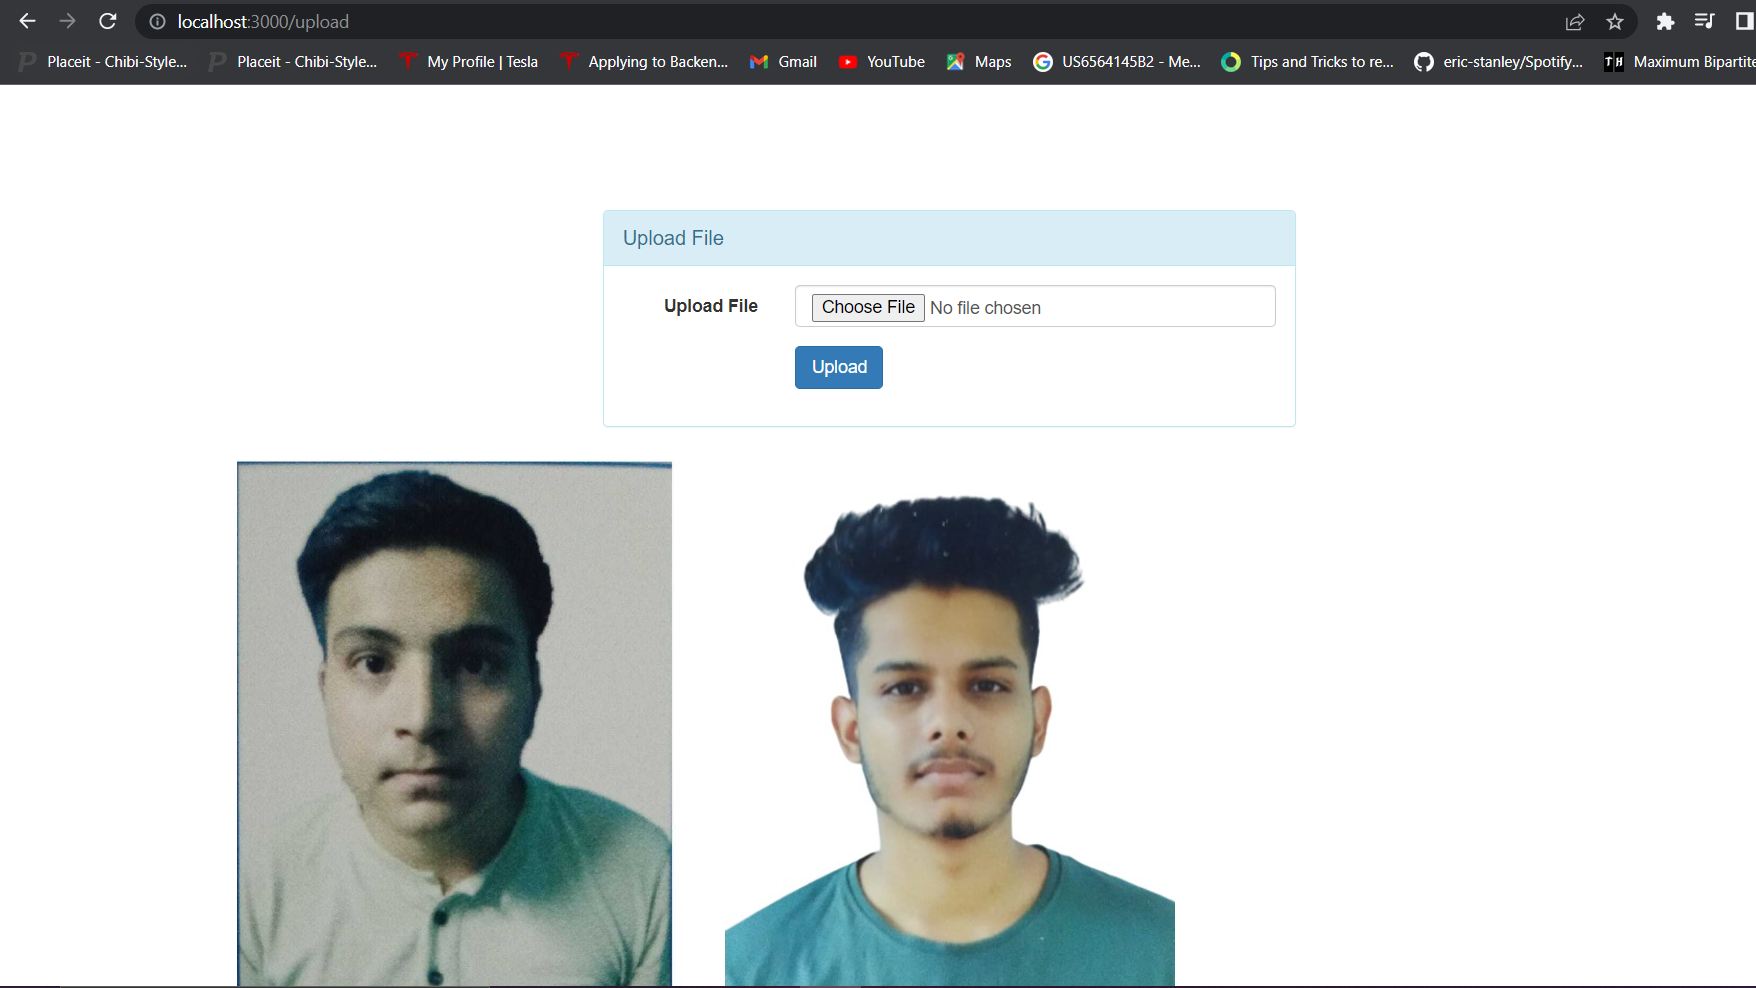 localhost:3000/upload
Placeit - Chibi-Style... Placeit - Chibi-Style... My Profile | Tesla Applying to Backen... Gmail YouTube Maps US6564145B2 - Me... Tips and Tricks to re... eric-stanley/Spotify... Maximum Bipartite
Upload File
Upload File Choose File No file chosen
Upload